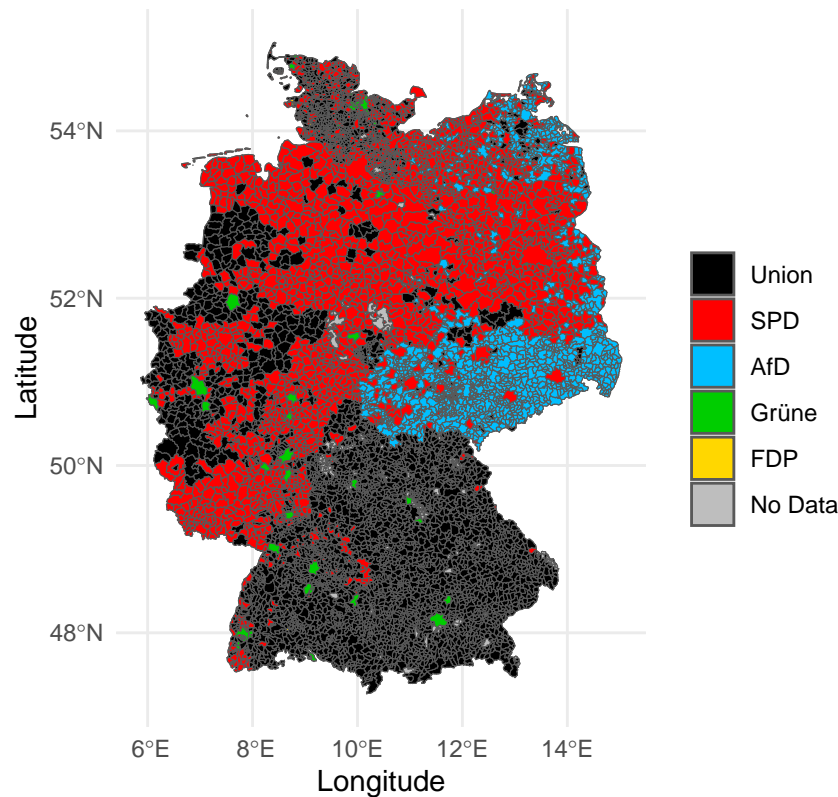 54°N
52°N
50°N
48°N
Latitude
6°E
8°E
10°E
12°E
14°E
Longitude
Union
SPD
AfD
Grüne
FDP
No Data